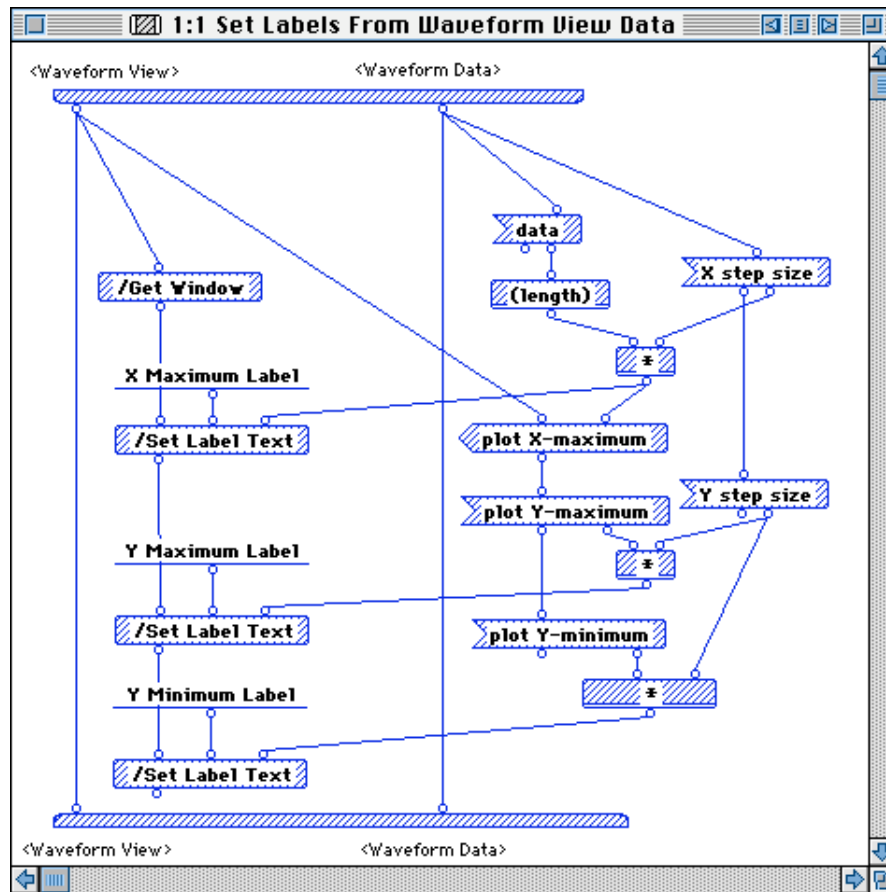 1:1 Set Labels From Waveform View Data
<Waveform View> <Waveform Data>
data
/Get Window
X step size
(length)
*
X Maximum Label
/Set Label Text
plot X-maximum
plot Y-maximum
Y step size
Y Maximum Label
*
/Set Label Text
plot Y-minimum
Y Minimum Label
*
/Set Label Text
<Waveform View> <Waveform Data>